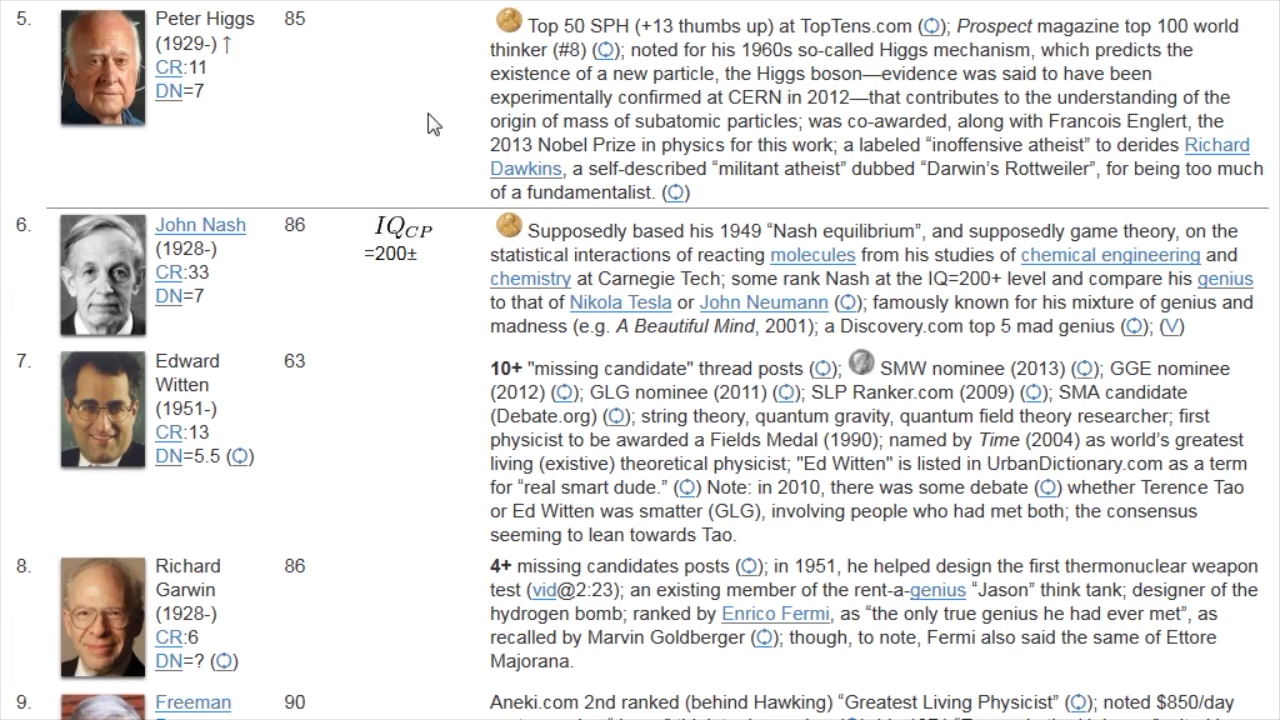 5.
Peter Higgs
(1929-) ↑
CR:11
DN=7
85
Top 50 SPH (+13 thumbs up) at TopTens.com (); Prospect magazine top 100 world
thinker (#8) (); noted for his 1960s so-called Higgs mechanism, which predicts the
existence of a new particle, the Higgs boson—evidence was said to have been
experimentally confirmed at CERN in 2012—that contributes to the understanding of the
origin of mass of subatomic particles; was co-awarded, along with Francois Englert, the
2013 Nobel Prize in physics for this work; a labeled “inoffensive atheist” to derides Richard
Dawkins, a self-described “militant atheist” dubbed “Darwin’s Rottweiler”, for being too much
of a fundamentalist. ()
6.
John Nash
(1928-)
CR:33
DN=7
86
IQCP
=200±
Supposedly based his 1949 “Nash equilibrium”, and supposedly game theory, on the
statistical interactions of reacting molecules from his studies of chemical engineering and
chemistry at Carnegie Tech; some rank Nash at the IQ=200+ level and compare his genius
to that of Nikola Tesla or John Neumann (); famously known for his mixture of genius and
madness (e.g. A Beautiful Mind, 2001); a Discovery.com top 5 mad genius (); (V)
7.
Edward
Witten
(1951-)
CR:13
DN=5.5 ()
63
10+ "missing candidate" thread posts (); SMW nominee (2013) (); GGE nominee
(2012) (); GLG nominee (2011) (); SLP Ranker.com (2009) (); SMA candidate
(Debate.org) (); string theory, quantum gravity, quantum field theory researcher; first
physicist to be awarded a Fields Medal (1990); named by Time (2004) as world’s greatest
living (existive) theoretical physicist; "Ed Witten" is listed in UrbanDictionary.com as a term
for “real smart dude.” () Note: in 2010, there was some debate () whether Terence Tao
or Ed Witten was smatter (GLG), involving people who had met both; the consensus
seeming to lean towards Tao.
8.
Richard
Garwin
(1928-)
CR:6
DN=? ()
86
4+ missing candidates posts (); in 1951, he helped design the first thermonuclear weapon
test (vid@2:23); an existing member of the rent-a-genius “Jason” think tank; designer of the
hydrogen bomb; ranked by Enrico Fermi, as “the only true genius he had ever met”, as
recalled by Marvin Goldberger (); though, to note, Fermi also said the same of Ettore
Majorana.
9.
Freeman
90
Aneki.com 2nd ranked (behind Hawking) “Greatest Living Physicist” (); noted $850/day